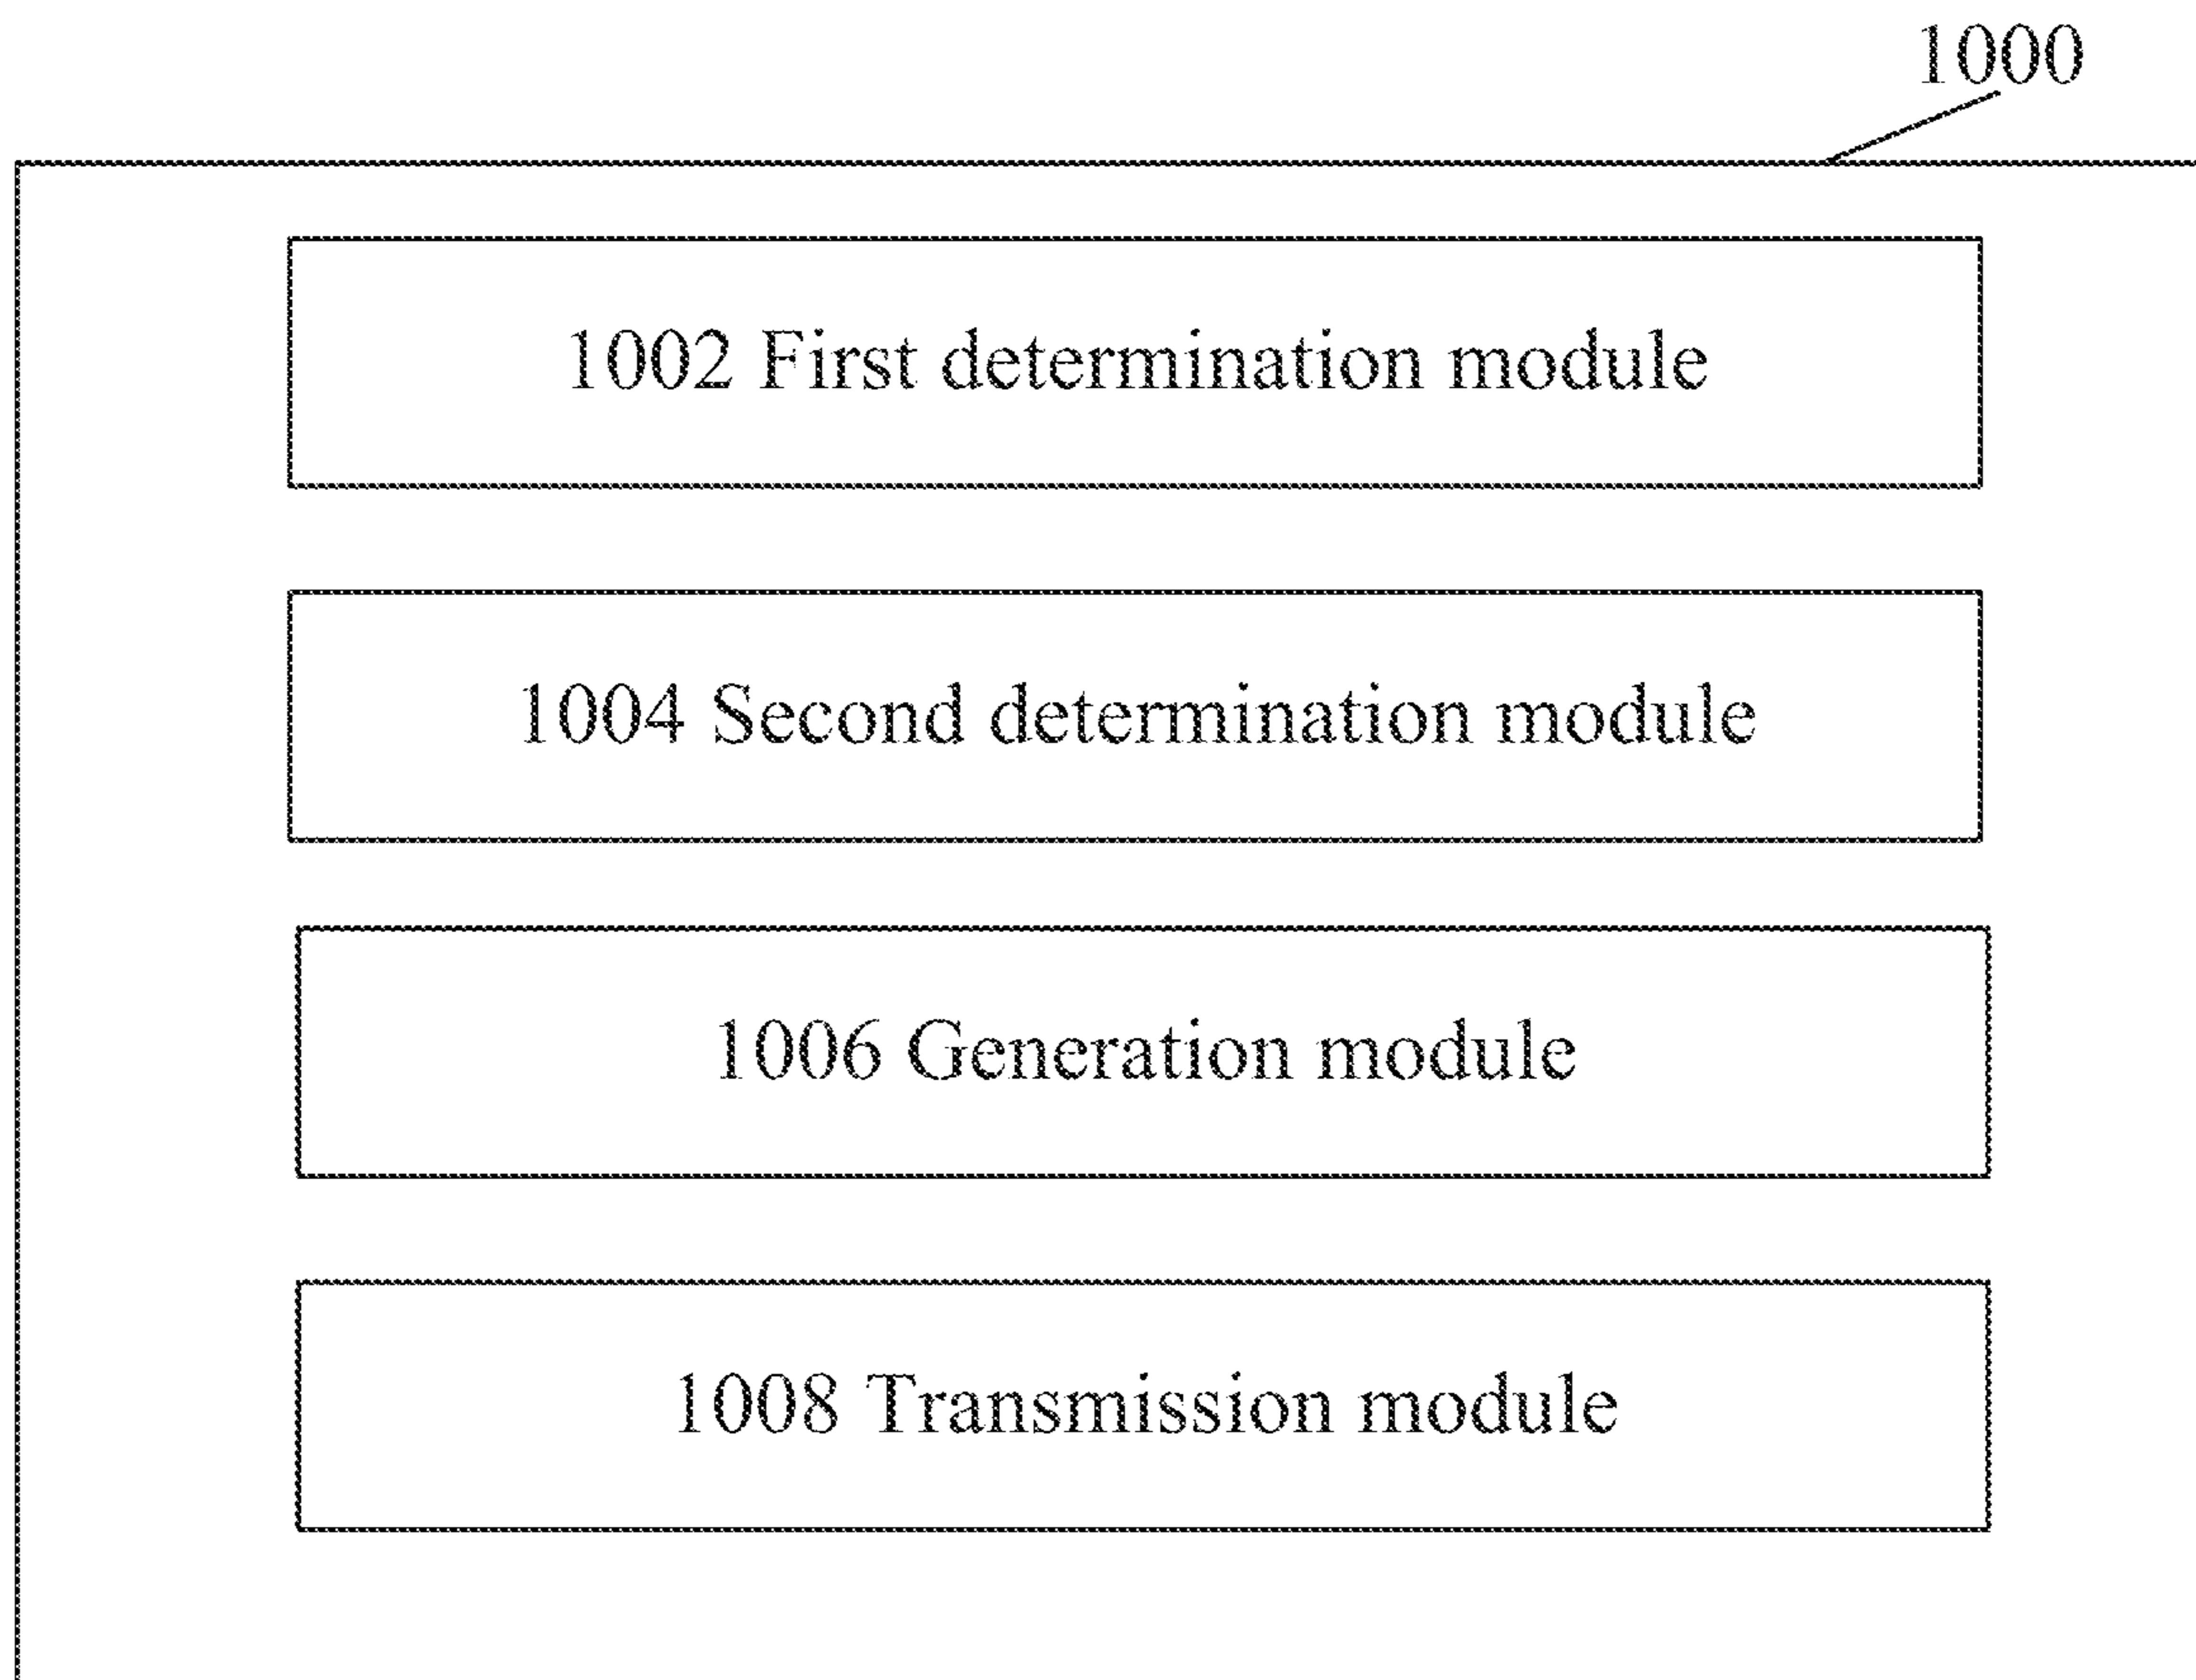 1000
1002 First determination module
1004 Second determination module
1006 Generation module
1008 Transmission module